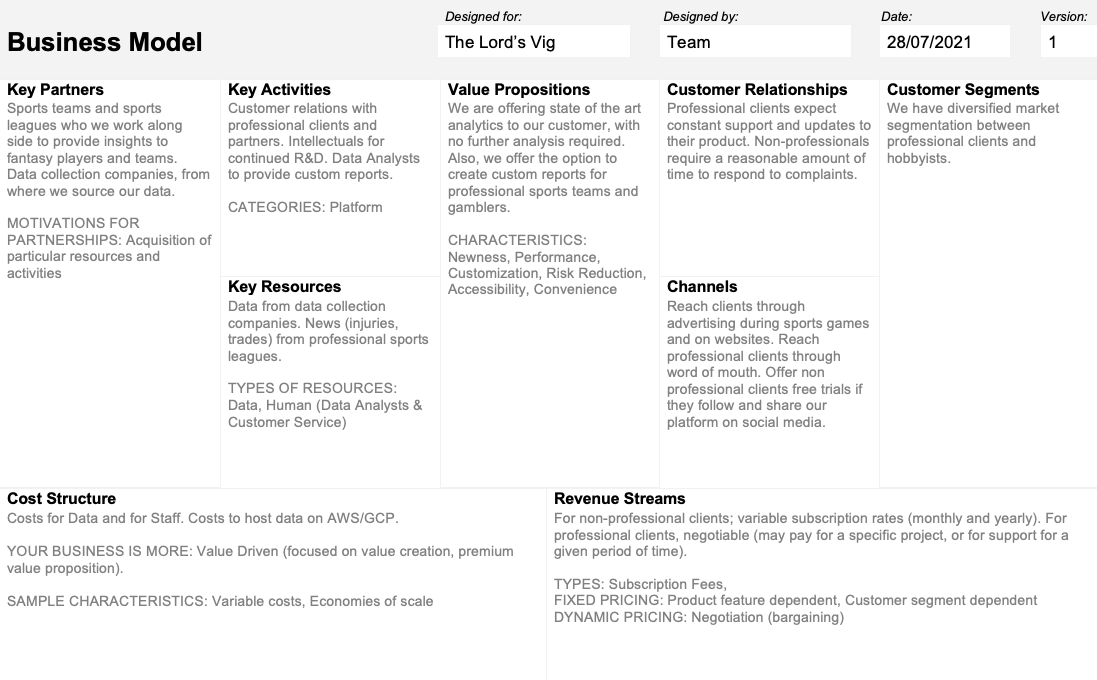 Designed for:
Designed by:
Date:
Version:
Business Model
The Lord's Vig
Team
28/07/2021
1
Key Partners
Sports teams and sports
leagues who we work along
side to provide insights to
fantasy players and teams.
Data collection companies, from
where we source our data.
MOTIVATIONS FOR
PARTNERSHIPS: Acquisition of
particular resources and
activities
Key Activities
Customer relations with
professional clients and
partners. Intellectuals for
continued R&D. Data Analysts
to provide custom reports.
CATEGORIES: Platform
Key Resources
Data from data collection
companies. News (injuries,
trades) from professional sports
leagues.
TYPES OF RESOURCES:
Data, Human (Data Analysts &
Customer Service)
Value Propositions
We are offering state of the art
analytics to our customer, with
no further analysis required.
Also, we offer the option to
create custom reports for
professional sports teams and
gamblers.
CHARACTERISTICS:
Newness, Performance,
Customization, Risk Reduction,
Accessibility, Convenience
Customer Relationships
Professional clients expect
constant support and updates to
their product. Non-professionals
require a reasonable amount of
time to respond to complaints.
Channels
Reach clients through
advertising during sports games
and on websites. Reach
professional clients through
word of mouth. Offer non
professional clients free trials if
they follow and share our
platform on social media.
Customer Segments
We have diversified market
segmentation between
professional clients and
hobbyists.
Cost Structure
Costs for Data and for Staff. Costs to host data on AWS/GCP.
YOUR BUSINESS IS MORE: Value Driven (focused on value creation, premium
value proposition).
SAMPLE CHARACTERISTICS: Variable costs, Economies of scale
Revenue Streams
For non-professional clients; variable subscription rates (monthly and yearly). For
professional clients, negotiable (may pay for a specific project, or for support for a
given period of time).
TYPES: Subscription Fees,
FIXED PRICING: Product feature dependent, Customer segment dependent
DYNAMIC PRICING: Negotiation (bargaining)